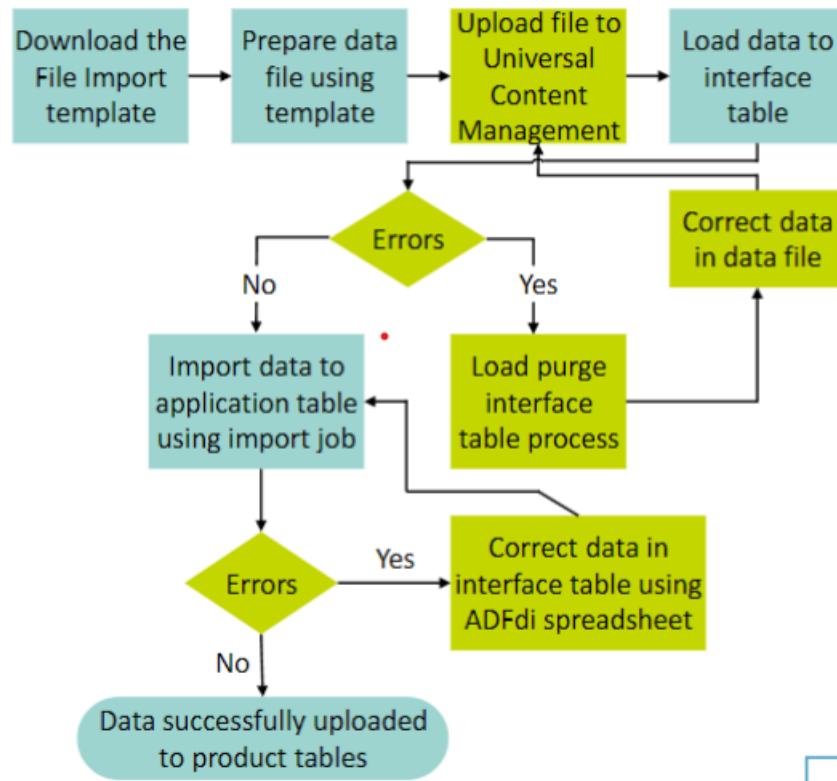 Download the
File Import
template
Prepare data
file using
template
Upload file to
Universal
Content
Management
Load data to
interface
table
Errors
Correct data
in data file
No
Yes
Import data to
application table
using import job
Load purge
interface
table process
Errors
Yes
Correct data in
interface table using
ADFdi spreadsheet
No
Data successfully uploaded
to product tables